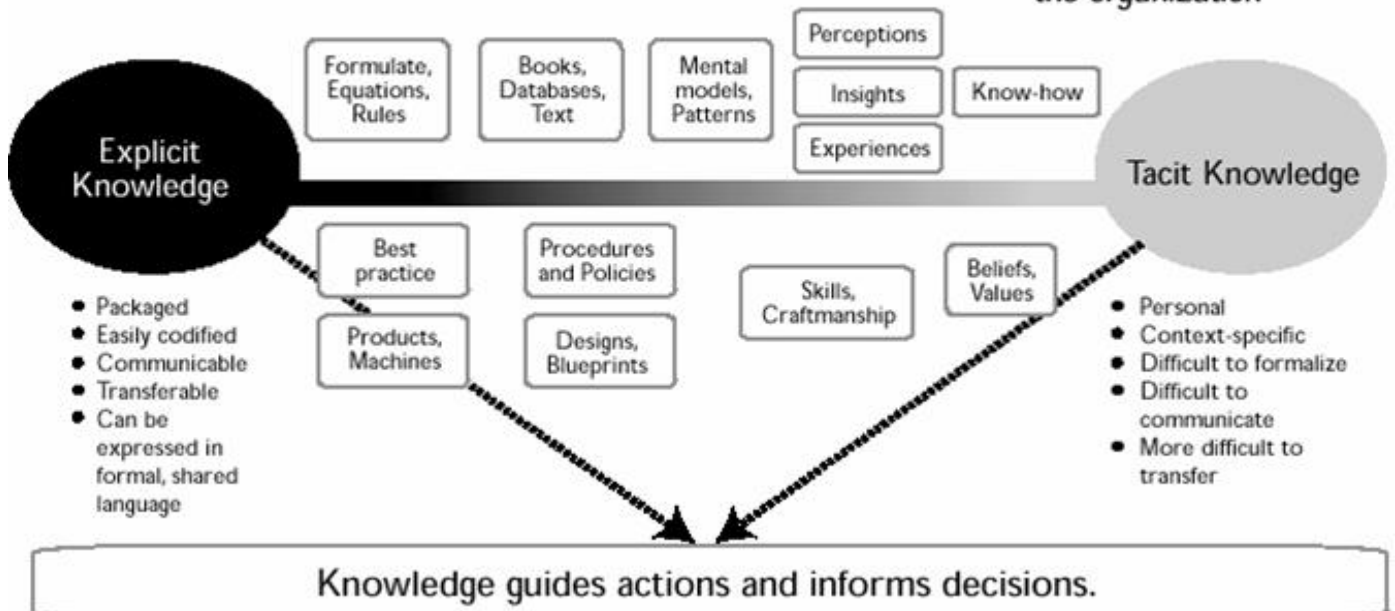 the organization
Perceptions
Formulate,
Equations,
Rules
Books,
Databases,
Text
Mental
models,
Patterns
Insights
Know-how
Experiences
Explicit
Knowledge
Tacit Knowledge
Best
practice
Procedures
and Policies
Beliefs,
Values
Skills,
Craftmanship
Products,
Machines
Designs,
Blueprints
• Packaged
• Easily codified
• Communicable
• Transferable
• Can be
expressed in
formal, shared
language
• Personal
• Context-specific
• Difficult to formalize
• Difficult to
communicate
• More difficult to
transfer
Knowledge guides actions and informs decisions.